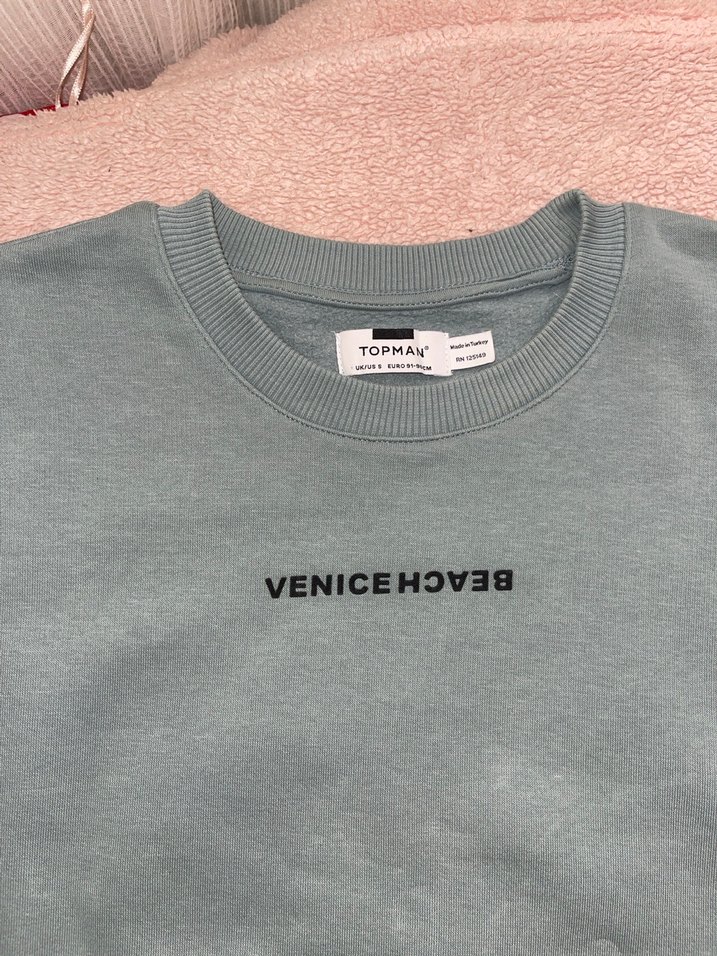 TOPMAN®
UK/US S EURO 91-96CM
Made in Turkey
RN 125149
VENICE BEACH